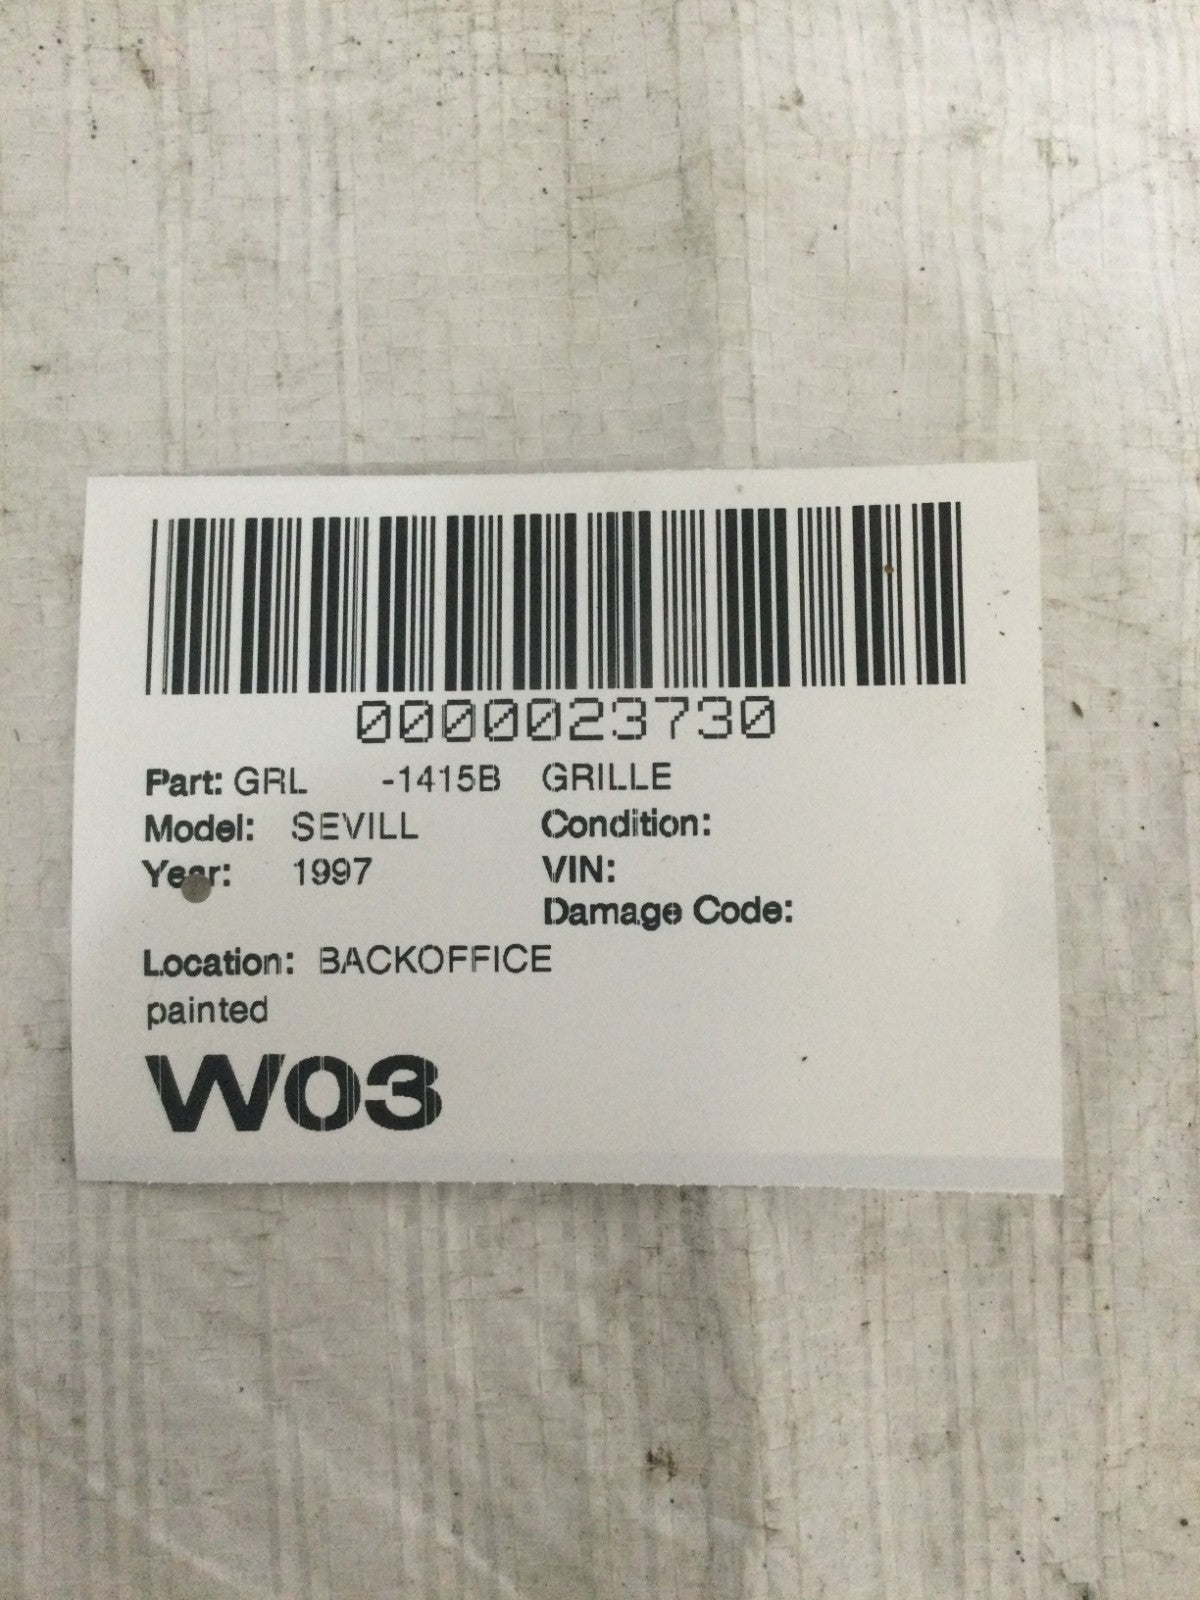 0000023730
Part: GRL -1415B GRILLE
Model: SEVILL Condition:
Year: 1997 VIN:
Damage Code:
Location: BACKOFFICE
painted
W03